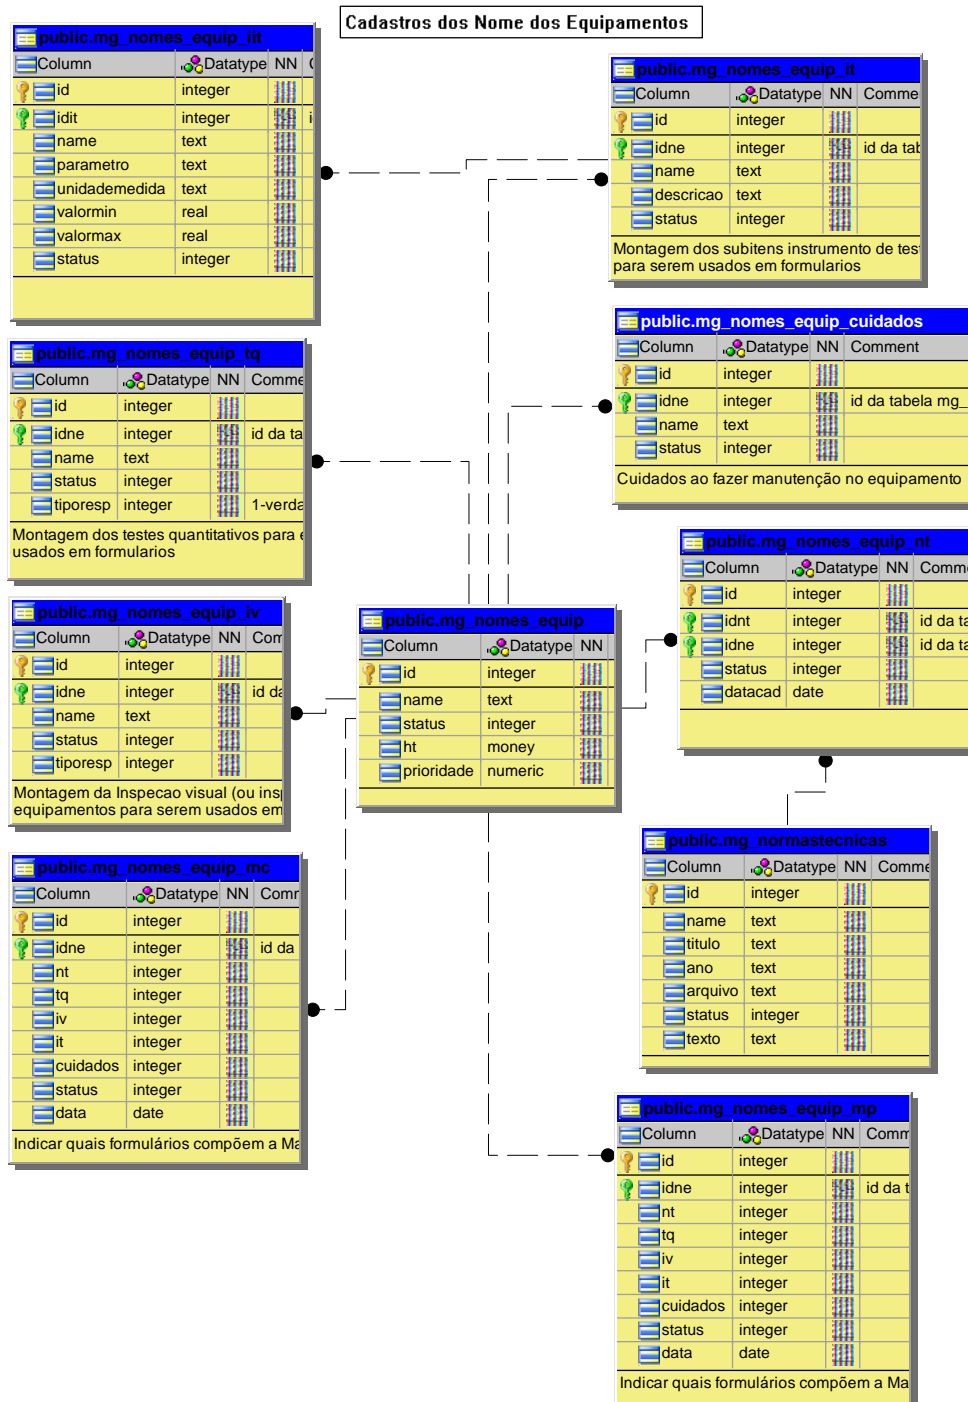 Cadastros dos Nome dos Equipamentos
public.mg_nomes_equip_iit
Column Datatype NN
id integer
idit integer
name text
parametro text
unidademedida text
valormin real
valormax real
status integer
public.mg_nomes_equip_it
Column Datatype NN Comme
id integer
idne integer id da tab
name text
descricao text
status integer
Montagem dos subitens instrumento de tes
para serem usados em formularios
public.mg_nomes_equip_cuidados
Column Datatype NN Comment
id integer
idne integer id da tabela mg_
name text
status integer
Cuidados ao fazer manutenção no equipamento
public.mg_nomes_equip_tq
Column Datatype NN Comme
id integer
idne integer id da ta
name text
status integer
tiporesp integer 1-verda
Montagem dos testes quantitativos para e
usados em formularios
public.mg_nomes_equip_nt
Column Datatype NN Comm
id integer
idnt integer id da ta
idne integer id da ta
status integer
datacad date
public.mg_nomes_equip_iv
Column Datatype NN Com
id integer
idne integer id da
name text
status integer
tiporesp integer
Montagem da Inspecao visual (ou insp
equipamentos para serem usados em
public.mg_nomes_equip
Column Datatype NN
id integer
name text
status integer
ht money
prioridade numeric
public.mg_normastecnicas
Column Datatype NN Comme
id integer
name text
titulo text
ano text
arquivo text
status integer
texto text
public.mg_nomes_equip_mc
Column Datatype NN Comm
id integer
idne integer id da
nt integer
tq integer
iv integer
it integer
cuidados integer
status integer
data date
Indicar quais formulários compõem a Ma
public.mg_nomes_equip_mp
Column Datatype NN Comm
id integer
idne integer id da t
nt integer
tq integer
iv integer
it integer
cuidados integer
status integer
data date
Indicar quais formulários compõem a Ma